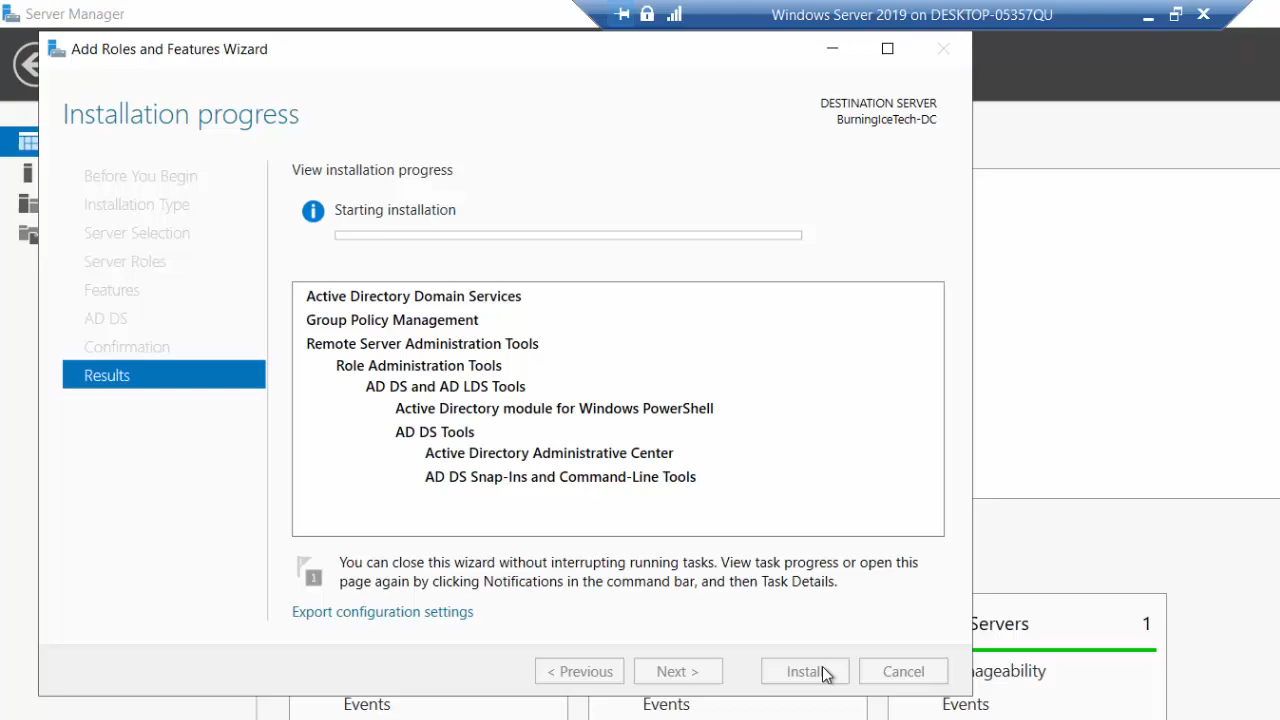 Server Manager
Windows Server 2019 on DESKTOP-05357QU
Add Roles and Features Wizard
Installation progress
DESTINATION SERVER
BurningIceTech-DC
Before You Begin
Installation Type
Server Selection
Server Roles
Features
AD DS
Confirmation
Results
View installation progress
Starting installation
Active Directory Domain Services
Group Policy Management
Remote Server Administration Tools
Role Administration Tools
AD DS and AD LDS Tools
Active Directory module for Windows PowerShell
AD DS Tools
Active Directory Administrative Center
AD DS Snap-Ins and Command-Line Tools
1
You can close this wizard without interrupting running tasks. View task progress or open this
page again by clicking Notifications in the command bar, and then Task Details.
Export configuration settings
< Previous
Next >
Install
Cancel
Servers 1
nageability
Events
Events
Events